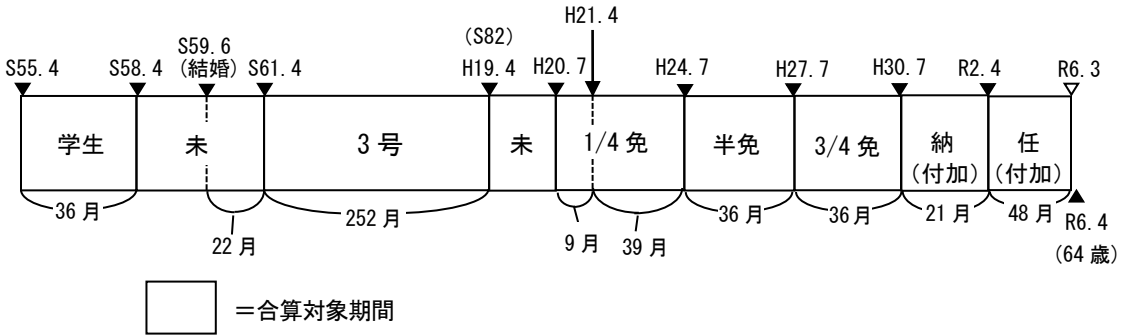 H21.4
S59.6
(S82)
S55.4
S58.4
(結婚)
S61.4
H19.4
H20.7
H24.7
H27.7
H30.7
R2.4
R6.3
学生
未
3号
未
1/4免
半免
3/4免
納
(付加)
任
(付加)
36月
22月
252月
9月
39月
36月
36月
21月
48月
R6.4
(64歳)
＝合算対象期間